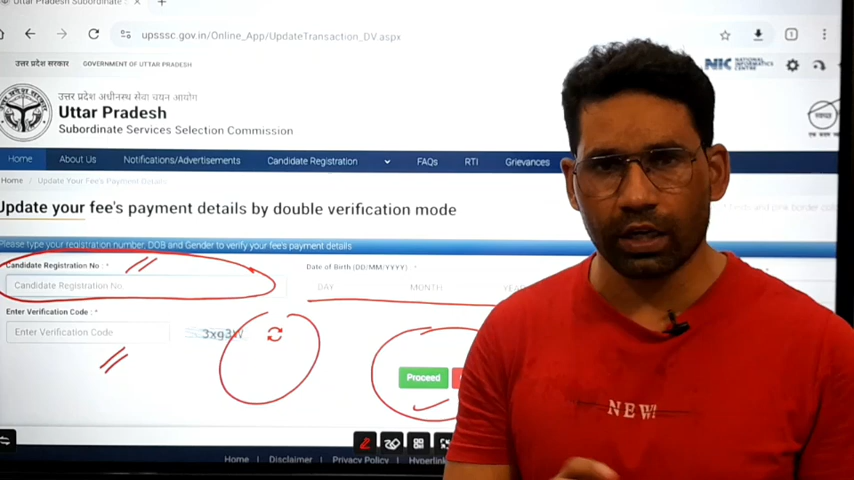 Uttar Pradesh Subordinate
upsssc.gov.in/Online_App/UpdateTransaction_DV.aspx
उत्तर प्रदेश सरकार GOVERNMENT OF UTTAR PRADESH
NIC NATIONAL INFORMATICS CENTRE
उत्तर प्रदेश अधीनस्थ सेवा चयन आयोग
Uttar Pradesh
Subordinate Services Selection Commission
Home About Us Notifications/Advertisements Candidate Registration FAQs RTI Grievances
Home / Update Your Fee's Payment Details
Update your fee's payment details by double verification mode
Please type your registration number, DOB and Gender to verify your fee's payment details
Candidate Registration No. : * Date of Birth (DD/MM/YYYY): *
Candidate Registration No. DAY MONTH YEA
Enter Verification Code : *
Enter Verification Code 3xg3W
Proceed
NEW!
Home Disclaimer Privacy Policy Hyperlink